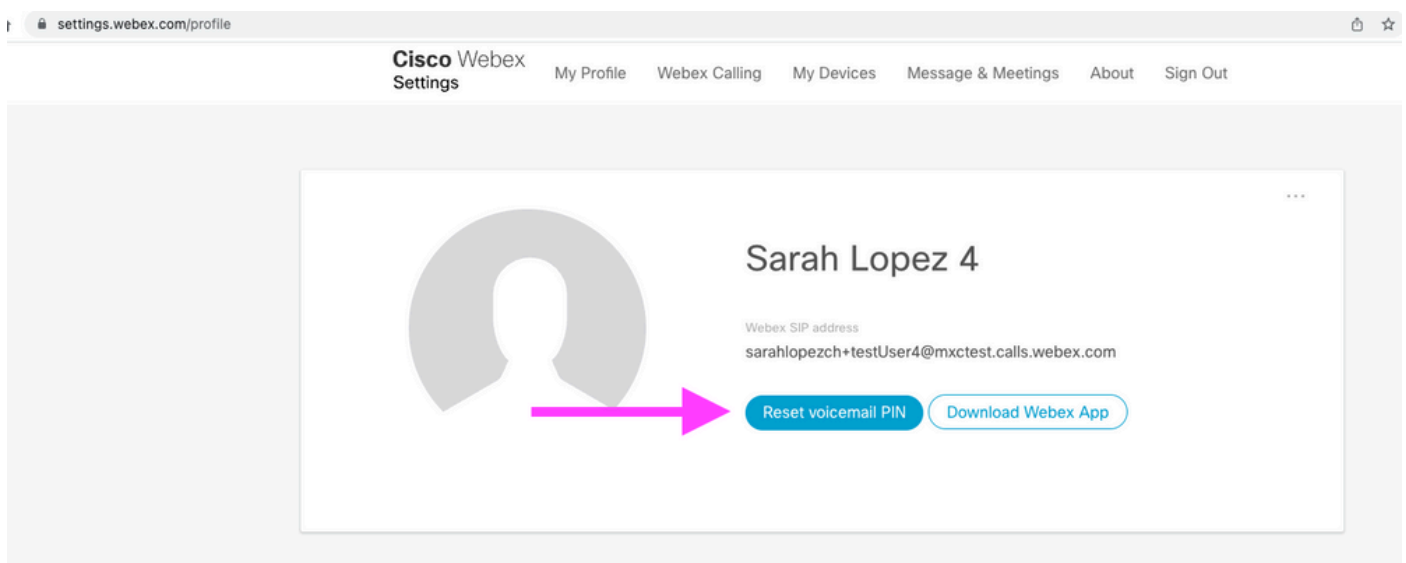 settings.webex.com/profile
Cisco Webex
Settings
My Profile Webex Calling My Devices Message & Meetings About Sign Out
Sarah Lopez 4
Webex SIP address
sarahlopezch+testUser4@mxctest.calls.webex.com
Reset voicemail PIN Download Webex App